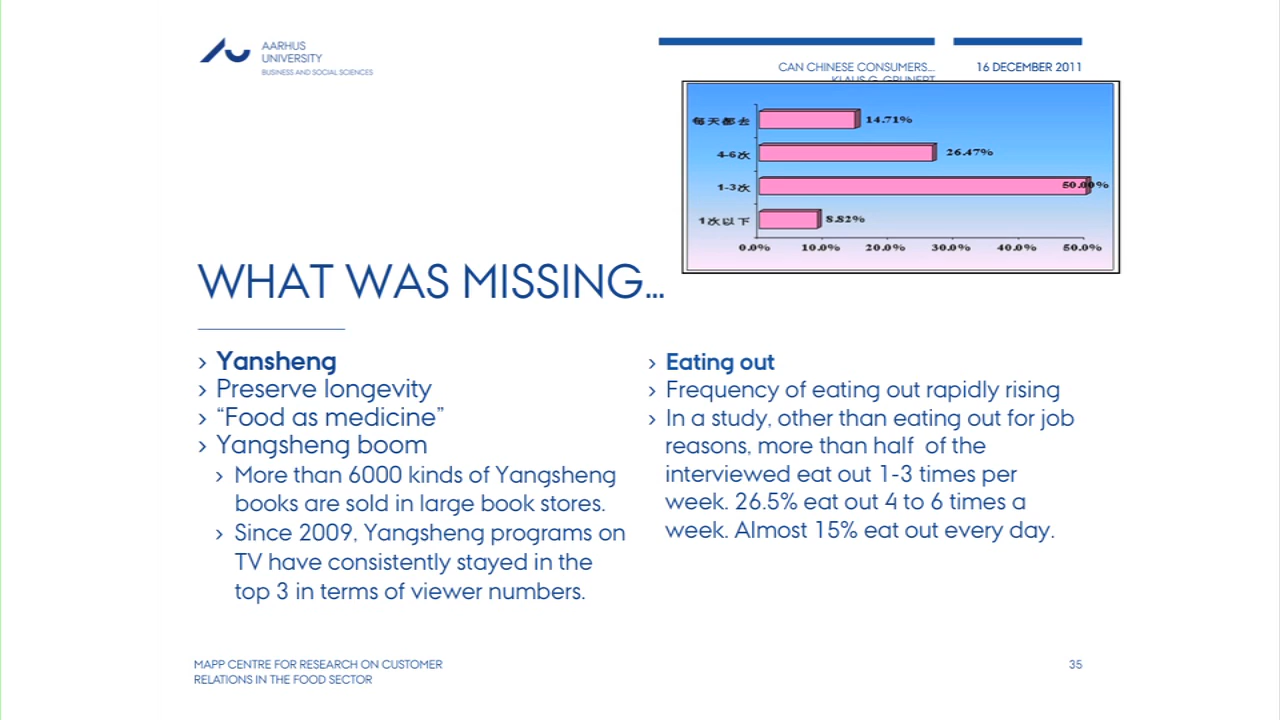 AARHUS
UNIVERSITY
BUSINESS AND SOCIAL SCIENCES
CAN CHINESE CONSUMERS...
KLAUS G. GRUNERT
16 DECEMBER 2011
每天都去 14.71%
4-6次 26.47%
1-3次 50.00%
1次以下 8.82%
0.0% 10.0% 20.0% 30.0% 40.0% 50.0%
WHAT WAS MISSING...
› Yansheng
› Preserve longevity
› “Food as medicine”
› Yangsheng boom
› More than 6000 kinds of Yangsheng
books are sold in large book stores.
› Since 2009, Yangsheng programs on
TV have consistently stayed in the
top 3 in terms of viewer numbers.
› Eating out
› Frequency of eating out rapidly rising
› In a study, other than eating out for job
reasons, more than half of the
interviewed eat out 1-3 times per
week. 26.5% eat out 4 to 6 times a
week. Almost 15% eat out every day.
MAPP CENTRE FOR RESEARCH ON CUSTOMER
RELATIONS IN THE FOOD SECTOR
35